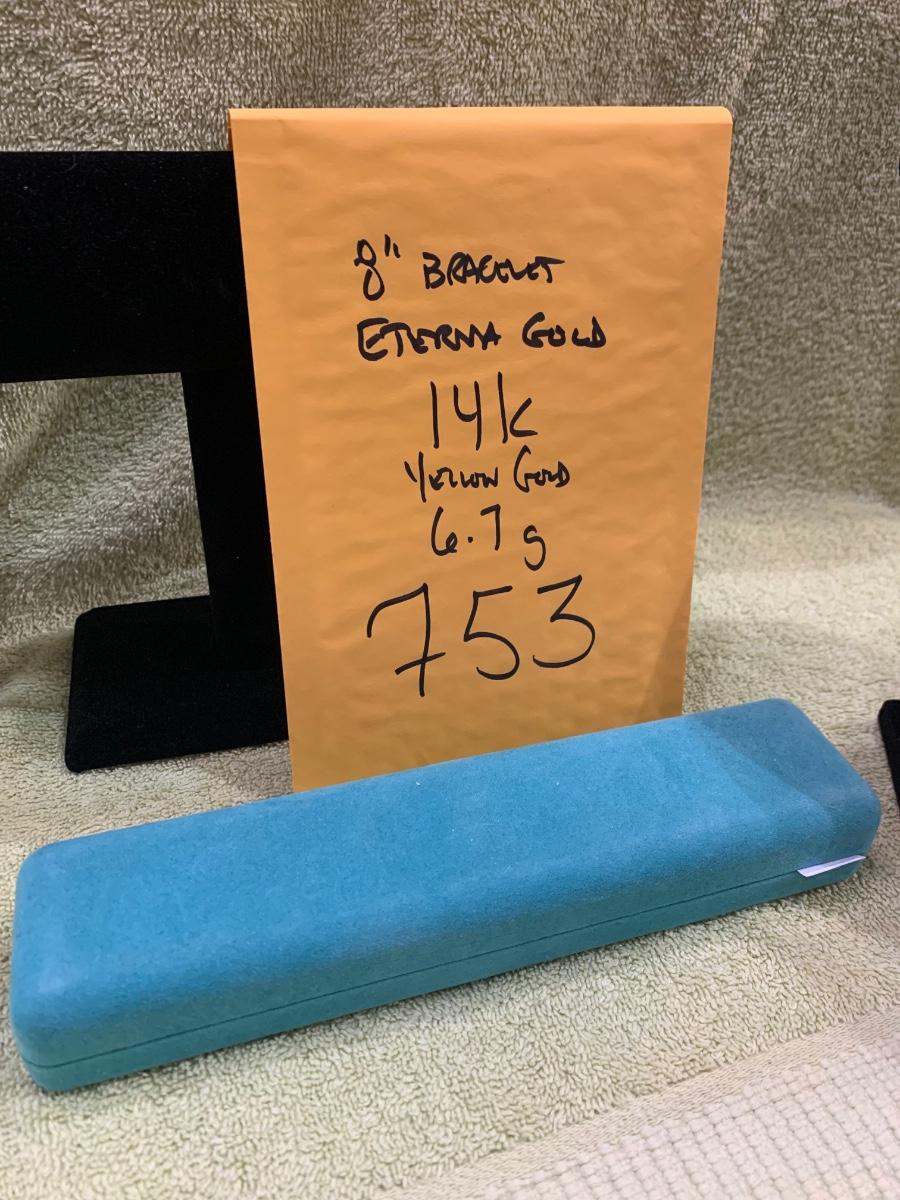 8" BRACELET
ETERNA GOLD
14k
YELLOW GOLD
6.7 g
753